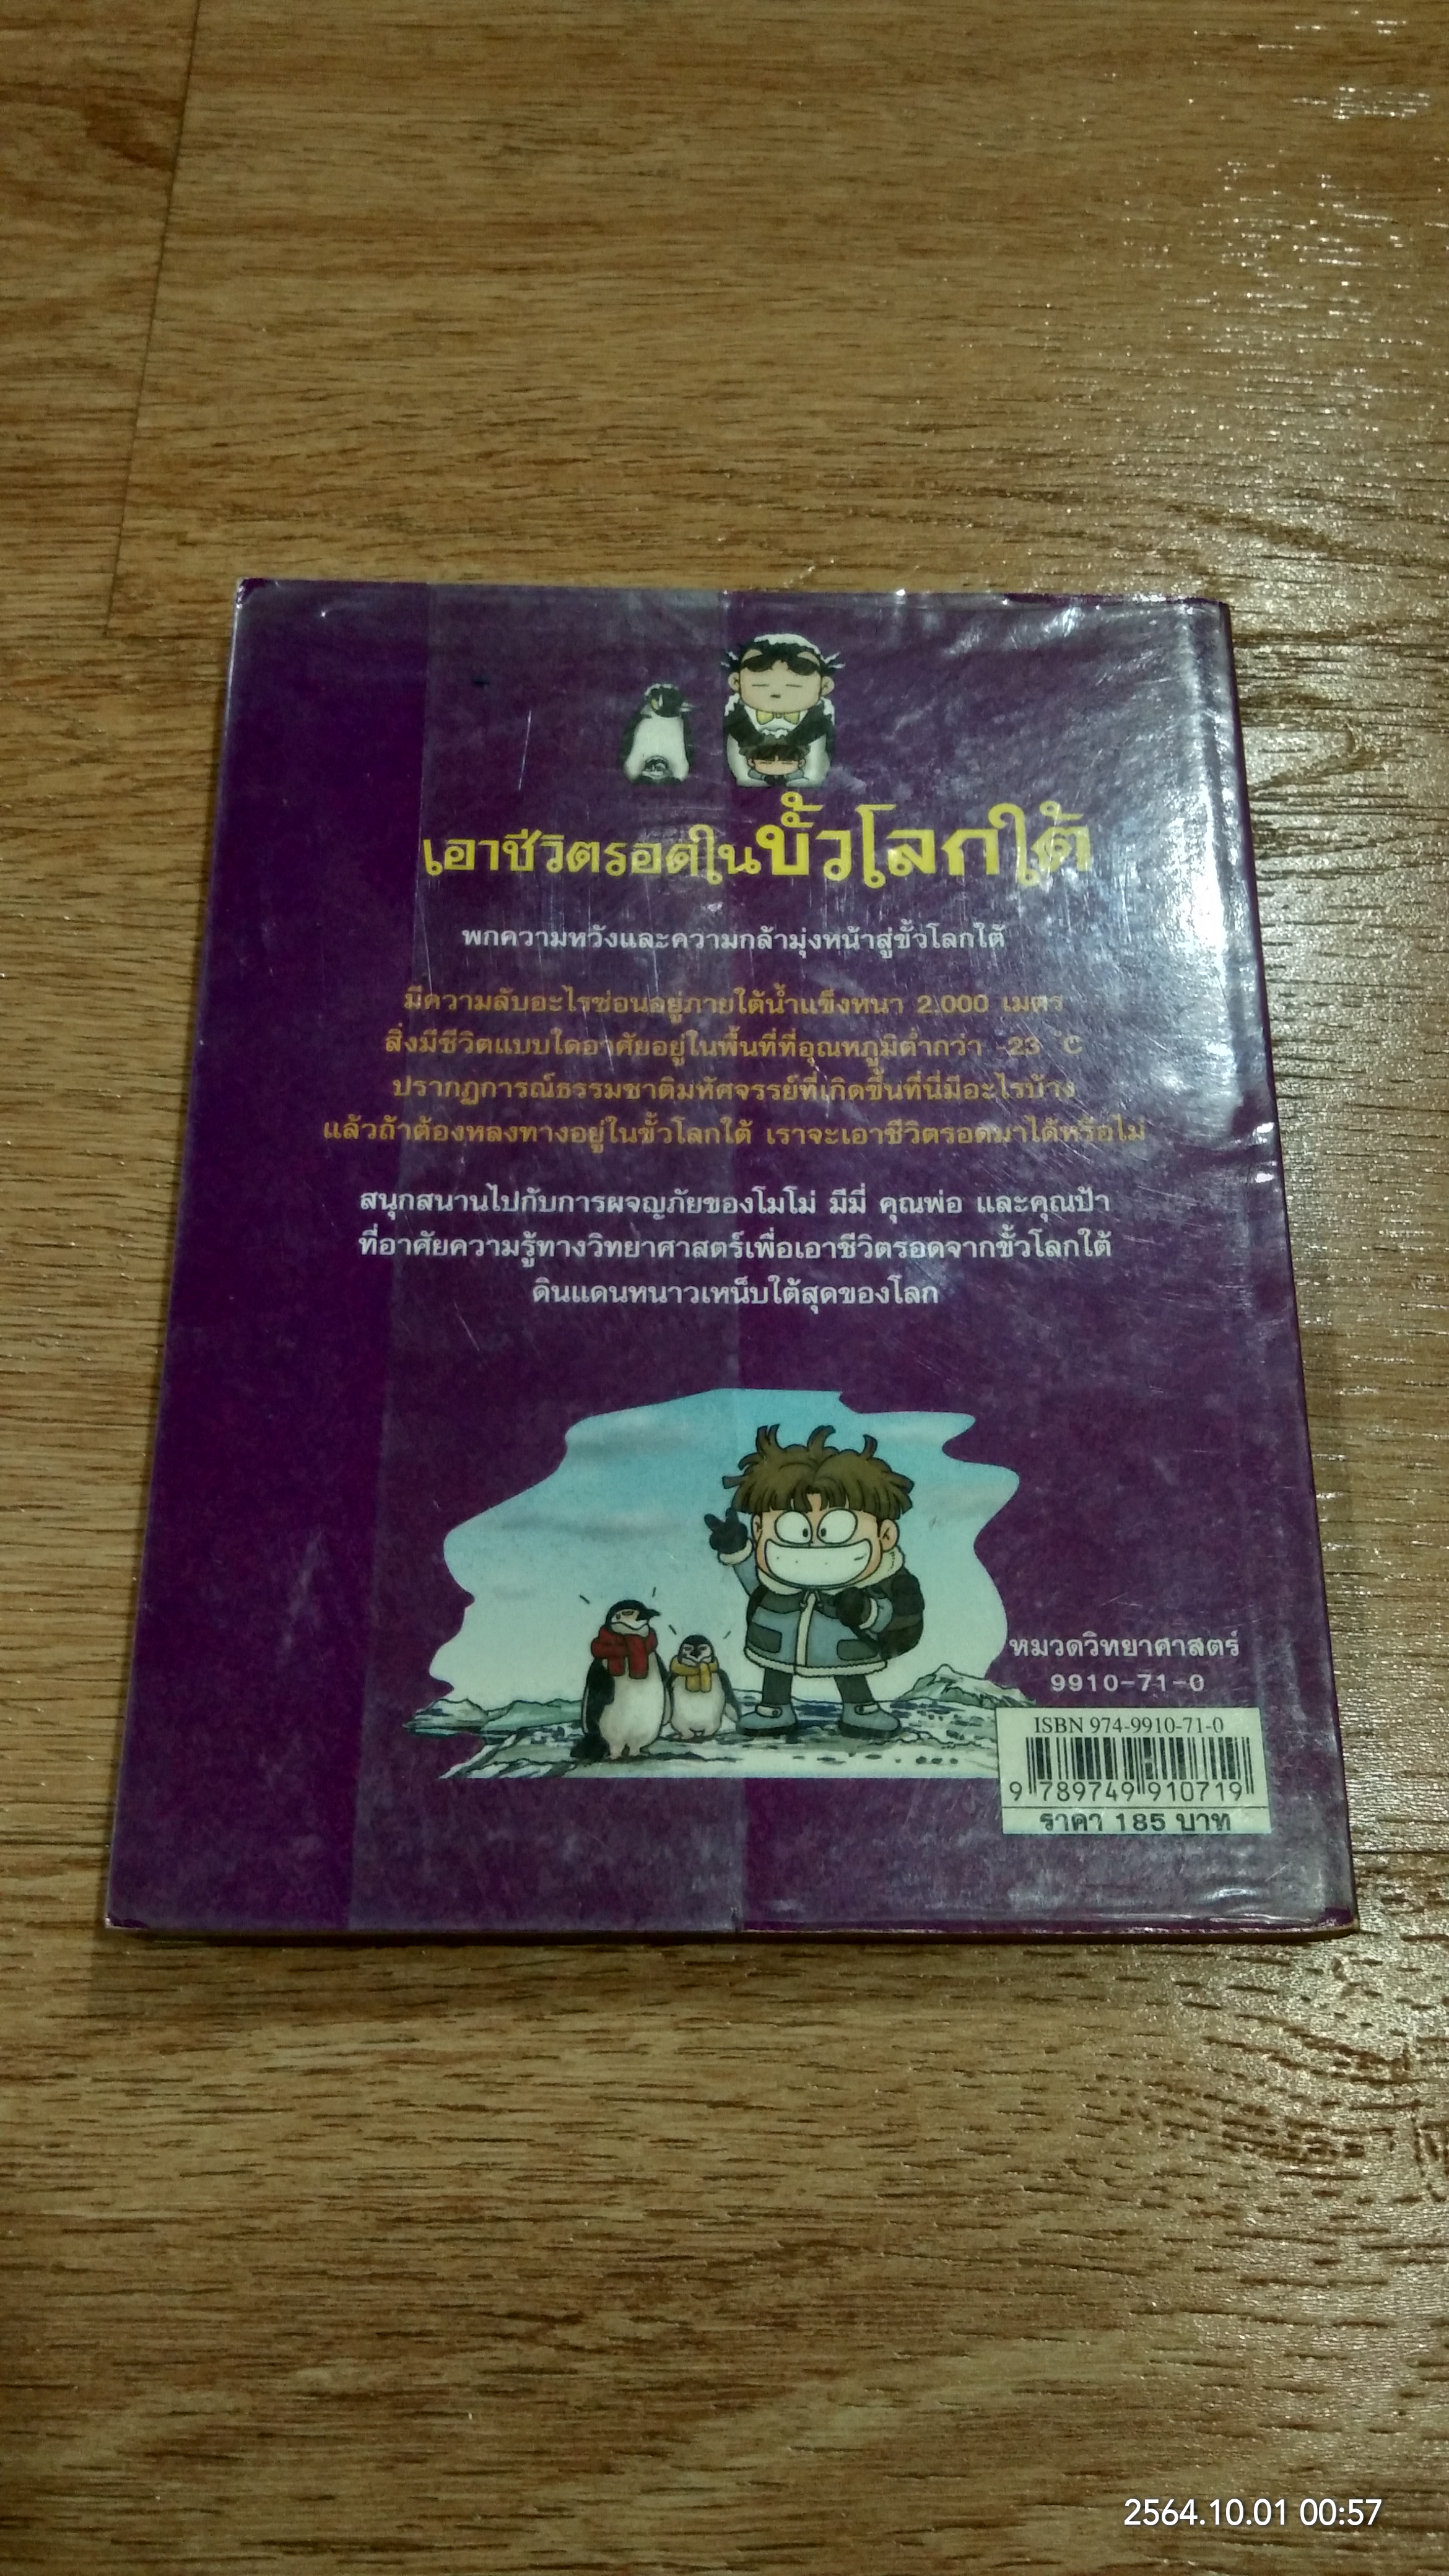 เอาชีวิตรอดในขั้วโลกใต้
พกความหวังและความกล้ามุ่งหน้าสู่ขั้วโลกใต้
มีความลับอะไรซ่อนอยู่ภายใต้น้ำแข็งหนา 2,000 เมตร
สิ่งมีชีวิตแบบใดอาศัยอยู่ในพื้นที่ที่อุณหภูมิต่ำกว่า -23 °C
ปรากฏการณ์ธรรมชาติมหัศจรรย์ที่เกิดขึ้นที่นี่มีอะไรบ้าง
แล้วถ้าต้องหลงทางอยู่ในขั้วโลกใต้ เราจะเอาชีวิตรอดมาได้หรือไม่
สนุกสนานไปกับการผจญภัยของโมโม่ มีมี่ คุณพ่อ และคุณป้า
ที่อาศัยความรู้ทางวิทยาศาสตร์เพื่อเอาชีวิตรอดจากขั้วโลกใต้
ดินแดนหนาวเหน็บใต้สุดของโลก
หมวดวิทยาศาสตร์
9910-71-0
ISBN 974-9910-71-0
9 789749 910719
ราคา 185 บาท
2564.10.01 00:57